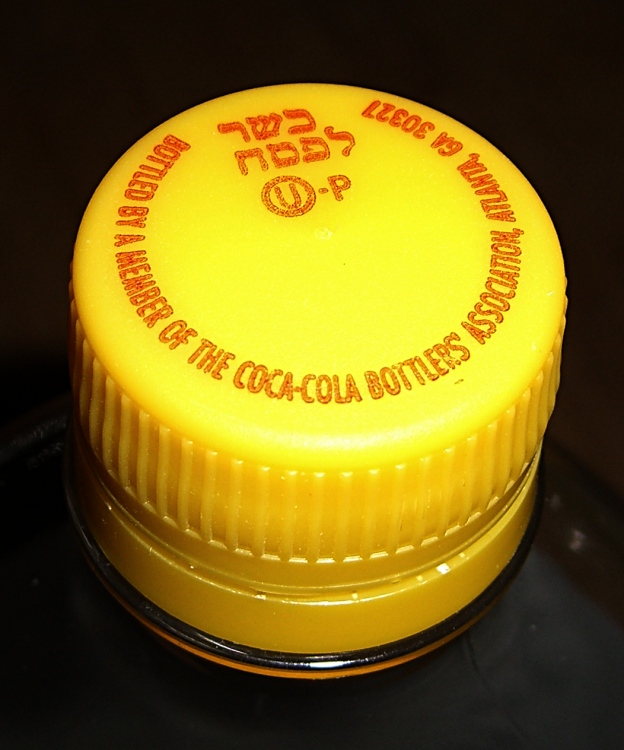 כשר
לפסח
U-P
BOTTLED BY A MEMBER OF THE COCA-COLA BOTTLERS' ASSOCIATION, ATLANTA, GA 30327